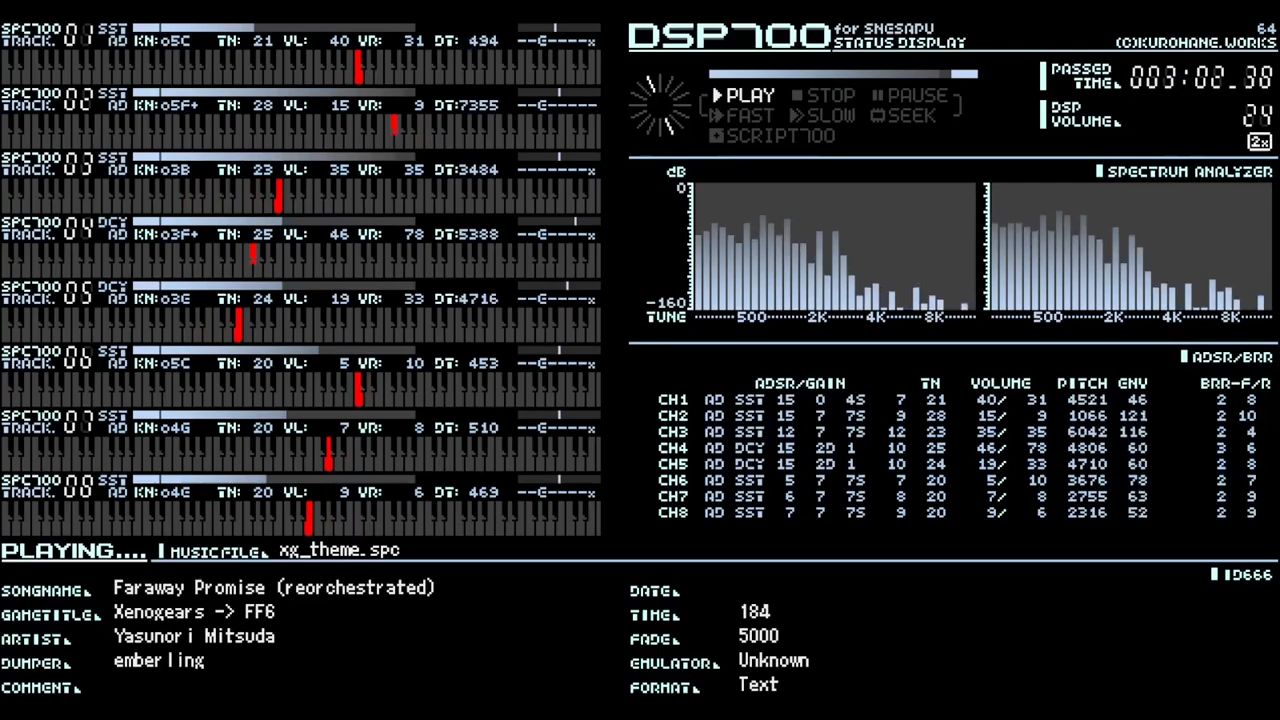 SPC700 TRACK. 01 SST AD KN:o5C TN: 21 VL: 40 VR: 31 DT: 494 --G----x
SPC700 TRACK. 02 SST AD KN:o5F+ TN: 28 VL: 15 VR: 9 DT:7355 --G-----
SPC700 TRACK. 03 SST AD KN:o3B TN: 23 VL: 35 VR: 35 DT:3484 --G----x
SPC700 TRACK. 04 DCY AD KN:o3F+ TN: 25 VL: 46 VR: 78 DT:5388 --G----x
SPC700 TRACK. 05 DCY AD KN:o3G TN: 24 VL: 19 VR: 33 DT:4716 --G----x
SPC700 TRACK. 06 SST AD KN:o5C TN: 20 VL: 5 VR: 10 DT: 453 --G----x
SPC700 TRACK. 07 SST AD KN:o4G TN: 20 VL: 7 VR: 8 DT: 510 --G----x
SPC700 TRACK. 08 SST AD KN:o4G TN: 20 VL: 9 VR: 6 DT: 469 --G----x
PLAYING.... MUSICFILE. xg_theme.spc
SONGNAME. Faraway Promise (reorchestrated)
GAMETITLE. Xenogears -> FF6
ARTIST. Yasunori Mitsuda
DUMPER. emberling
COMMENT.
DSP700 for SNESAPU
STATUS DISPLAY
64
(C)KUROHANE.WORKS
PLAY STOP PAUSE
FAST SLOW SEEK
SCRIPT700
PASSED TIME. 003:02_38
DSP VOLUME. 24
2x
SPECTRUM ANALYZER
dB
0
-160
TUNE 500 2K 4K 8K 500 2K 4K 8K
ADSR/BRR
ADSR/GAIN TN VOLUME PITCH ENV BRR-F/R
CH1 AD SST 15 0 4S 7 21 40/ 31 4521 46 2 8
CH2 AD SST 15 7 7S 9 28 15/ 9 1066 121 2 10
CH3 AD SST 12 7 7S 12 23 35/ 35 6042 116 2 4
CH4 AD DCY 15 2D 1 10 25 46/ 78 4806 60 3 6
CH5 AD DCY 15 2D 1 10 24 19/ 33 4710 60 2 8
CH6 AD SST 5 7 7S 7 20 5/ 10 3676 78 2 7
CH7 AD SST 6 7 7S 8 20 7/ 8 2755 63 2 9
CH8 AD SST 7 7 7S 9 20 9/ 6 2316 52 2 9
ID666
DATE.
TIME. 184
FADE. 5000
EMULATOR. Unknown
FORMAT. Text